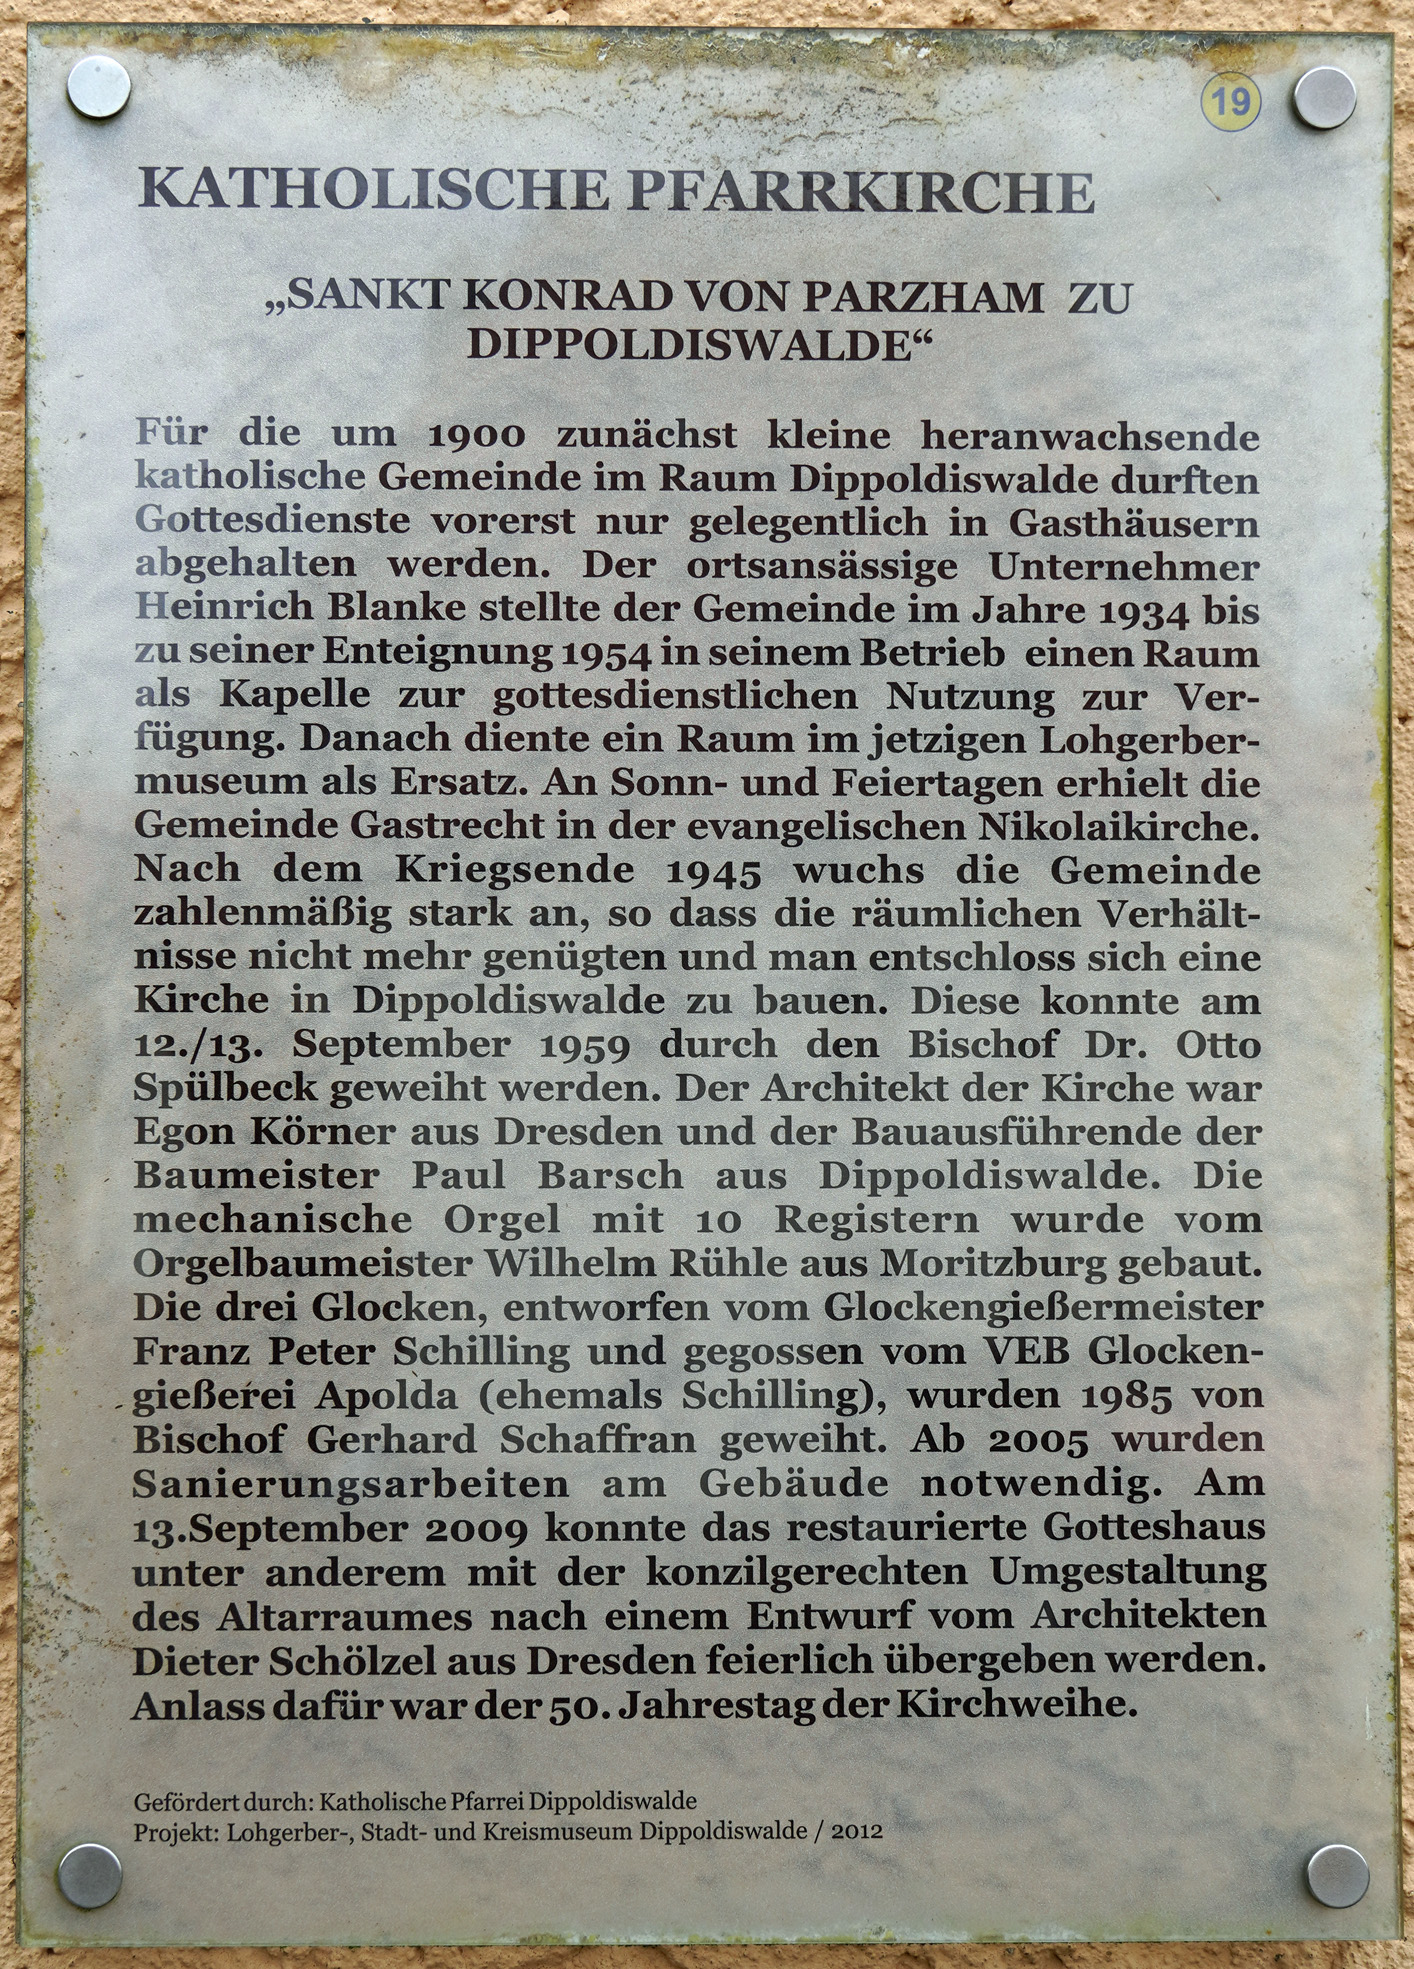 19
KATHOLISCHE PFARRKIRCHE
„SANKT KONRAD VON PARZHAM ZU
DIPPOLDISWALDE“
Für die um 1900 zunächst kleine heranwachsende
katholische Gemeinde im Raum Dippoldiswalde durften
Gottesdienste vorerst nur gelegentlich in Gasthäusern
abgehalten werden. Der ortsansässige Unternehmer
Heinrich Blanke stellte der Gemeinde im Jahre 1934 bis
zu seiner Enteignung 1954 in seinem Betrieb einen Raum
als Kapelle zur gottesdienstlichen Nutzung zur Ver-
fügung. Danach diente ein Raum im jetzigen Lohgerber-
museum als Ersatz. An Sonn- und Feiertagen erhielt die
Gemeinde Gastrecht in der evangelischen Nikolaikirche.
Nach dem Kriegsende 1945 wuchs die Gemeinde
zahlenmäßig stark an, so dass die räumlichen Verhält-
nisse nicht mehr genügten und man entschloss sich eine
Kirche in Dippoldiswalde zu bauen. Diese konnte am
12./13. September 1959 durch den Bischof Dr. Otto
Spülbeck geweiht werden. Der Architekt der Kirche war
Egon Körner aus Dresden und der Bauausführende der
Baumeister Paul Barsch aus Dippoldiswalde. Die
mechanische Orgel mit 10 Registern wurde vom
Orgelbaumeister Wilhelm Rühle aus Moritzburg gebaut.
Die drei Glocken, entworfen vom Glockengießermeister
Franz Peter Schilling und gegossen vom VEB Glocken-
gießerei Apolda (ehemals Schilling), wurden 1985 von
Bischof Gerhard Schaffran geweiht. Ab 2005 wurden
Sanierungsarbeiten am Gebäude notwendig. Am
13.September 2009 konnte das restaurierte Gotteshaus
unter anderem mit der konzilgerechten Umgestaltung
des Altarraumes nach einem Entwurf vom Architekten
Dieter Schölzel aus Dresden feierlich übergeben werden.
Anlass dafür war der 50. Jahrestag der Kirchweihe.
Gefördert durch: Katholische Pfarrei Dippoldiswalde
Projekt: Lohgerber-, Stadt- und Kreismuseum Dippoldiswalde / 2012